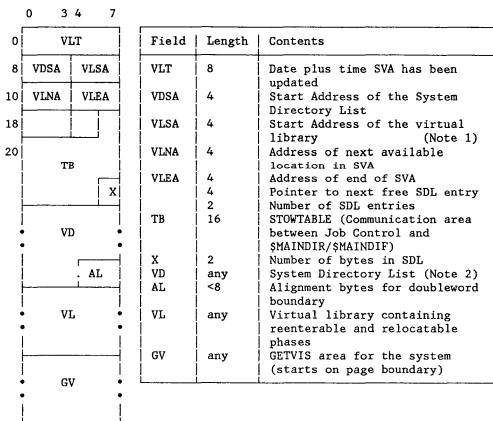 0 3 4 7
0 VLT
8 VDSA VLSA
10 VLNA VLEA
18
20
TB
X
VD
. AL
VL
GV
Field Length Contents
VLT 8 Date plus time SVA has been
updated
VDSA 4 Start Address of the System
Directory List
VLSA 4 Start Address of the virtual
library (Note 1)
VLNA 4 Address of next available
location in SVA
VLEA 4 Address of end of SVA
4 Pointer to next free SDL entry
2 Number of SDL entries
TB 16 STOWTABLE (Communication area
between Job Control and
$MAINDIR/$MAINDIF)
X 2 Number of bytes in SDL
VD any System Directory List (Note 2)
AL <8 Alignment bytes for doubleword
boundary
VL any Virtual library containing
reenterable and relocatable
phases
GV any GETVIS area for the system
(starts on page boundary)